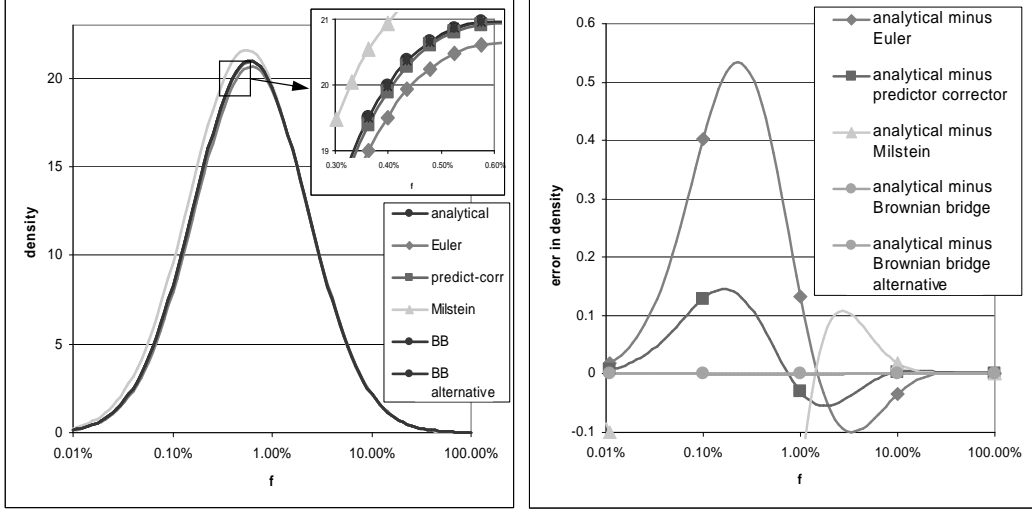 density
20
15
10
5
0
0.01%
0.10%
1.00%
10.00%
100.00%
f
21
20
19
0.30%
0.40%
0.50%
0.60%
f
analytical
Euler
predict-corr
Milstein
BB
BB
alternative
error in density
0.6
0.5
0.4
0.3
0.2
0.1
0
-0.1
0.01%
0.10%
1.00%
10.00%
100.00%
f
analytical minus
Euler
analytical minus
predictor corrector
analytical minus
Milstein
analytical minus
Brownian bridge
analytical minus
Brownian bridge
alternative